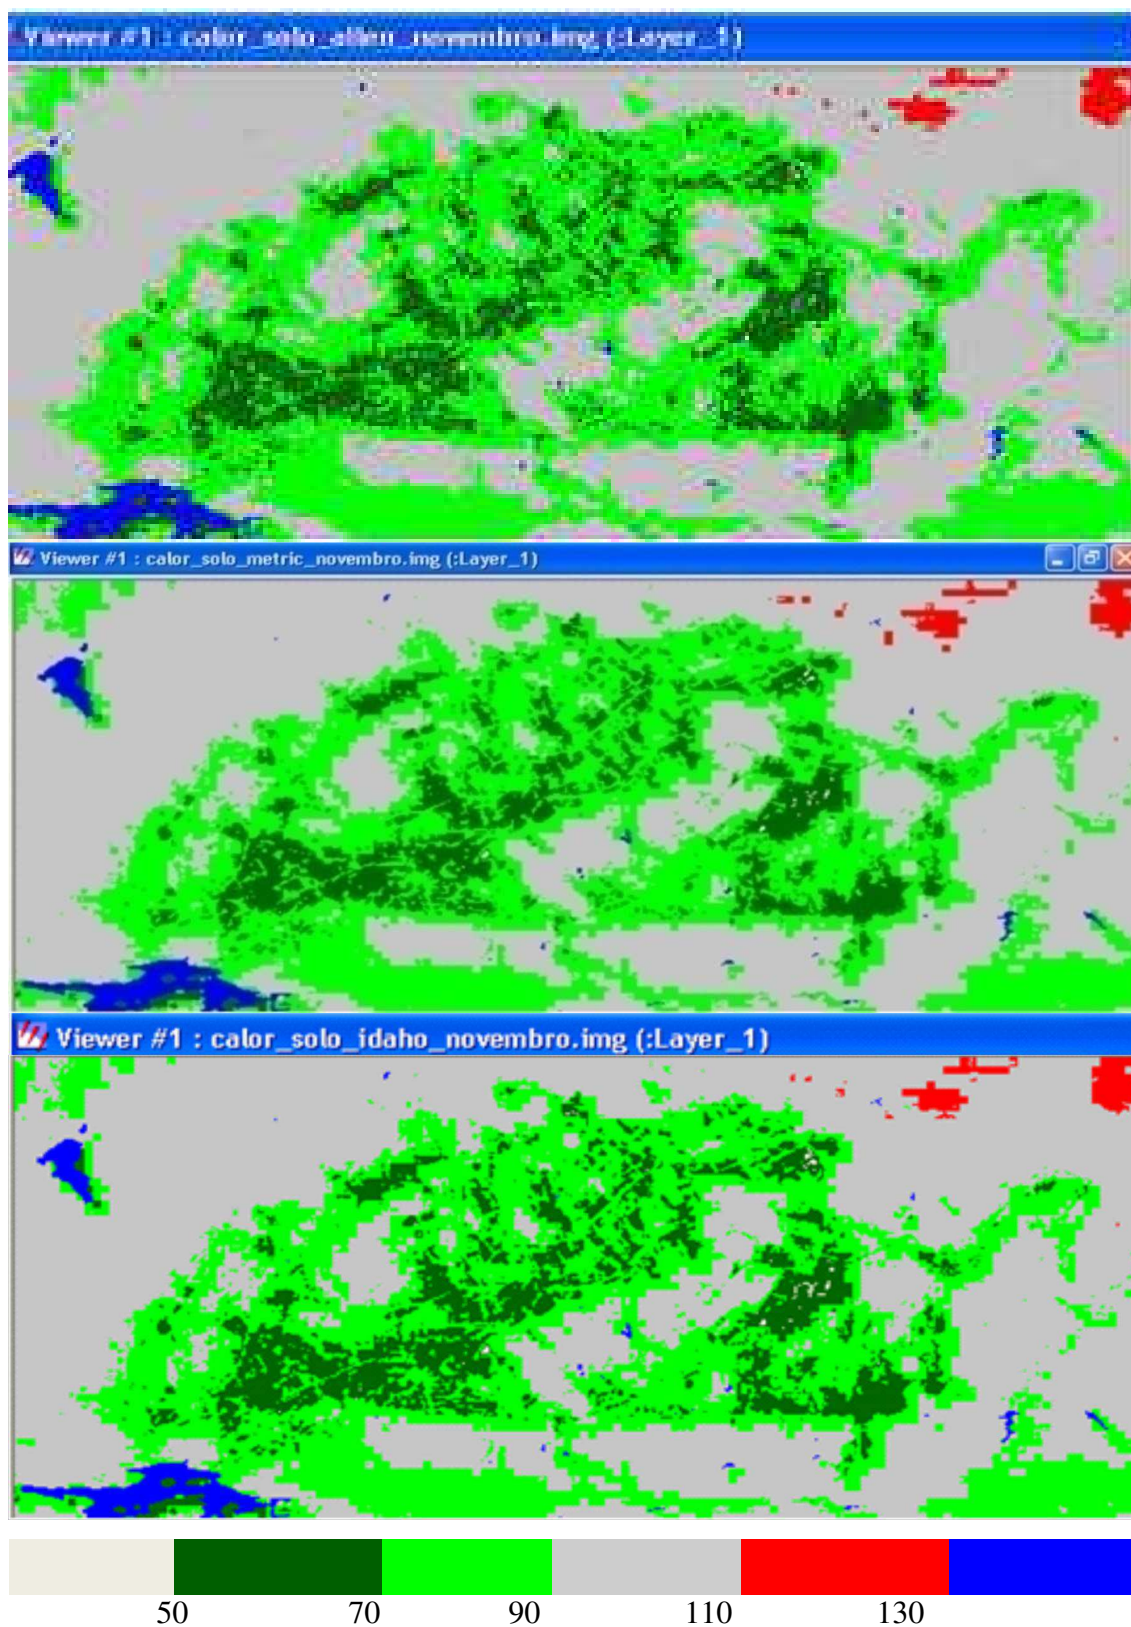 Viewer #1 : calor_solo_allen_novembro.img (:Layer_1)
Viewer #1 : calor_solo_metric_novembro.img (:Layer_1)
Viewer #1 : calor_solo_idaho_novembro.img (:Layer_1)
50 70 90 110 130